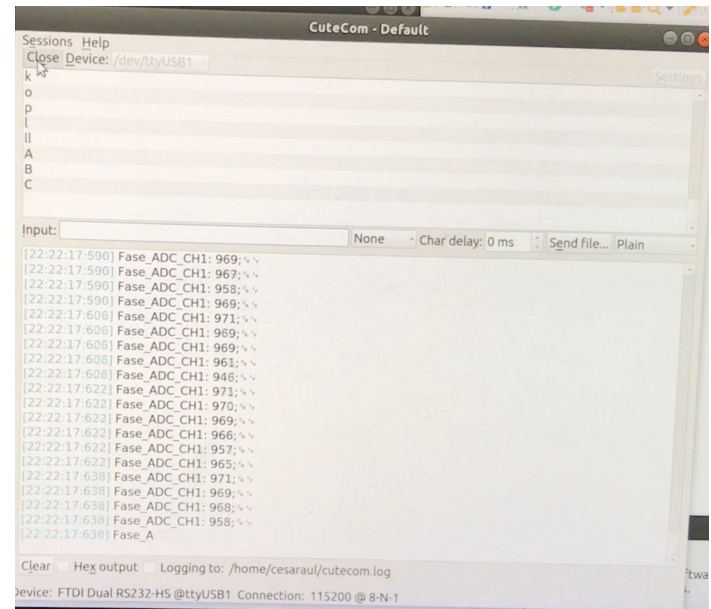 CuteCom - Default
Sessions Help
Close Device: /dev/ttyUSB1
Settings
k
o
p
l
ll
A
B
C
Input:
None Char delay: 0 ms Send file... Plain
[22:22:17:590] Fase_ADC_CH1: 969;
[22:22:17:590] Fase_ADC_CH1: 967;
[22:22:17:590] Fase_ADC_CH1: 958;
[22:22:17:590] Fase_ADC_CH1: 969;
[22:22:17:606] Fase_ADC_CH1: 971;
[22:22:17:606] Fase_ADC_CH1: 969;
[22:22:17:606] Fase_ADC_CH1: 969;
[22:22:17:606] Fase_ADC_CH1: 961;
[22:22:17:606] Fase_ADC_CH1: 946;
[22:22:17:622] Fase_ADC_CH1: 971;
[22:22:17:622] Fase_ADC_CH1: 970;
[22:22:17:622] Fase_ADC_CH1: 969;
[22:22:17:622] Fase_ADC_CH1: 966;
[22:22:17:622] Fase_ADC_CH1: 957;
[22:22:17:622] Fase_ADC_CH1: 965;
[22:22:17:638] Fase_ADC_CH1: 971;
[22:22:17:638] Fase_ADC_CH1: 969;
[22:22:17:638] Fase_ADC_CH1: 968;
[22:22:17:638] Fase_ADC_CH1: 958;
[22:22:17:638] Fase_A
Clear Hex output Logging to: /home/cesaraul/cutecom.log
Device: FTDI Dual RS232-HS @ttyUSB1 Connection: 115200 @ 8-N-1